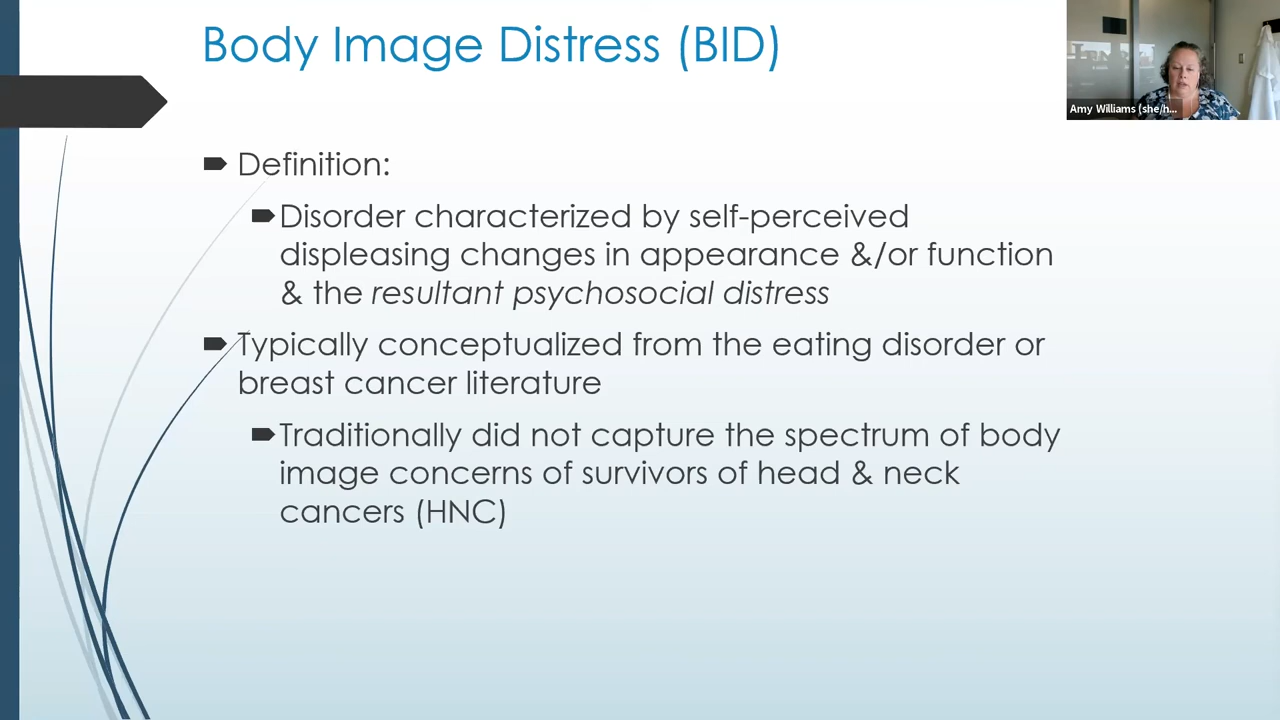 Body Image Distress (BID)
Amy Williams (she/h...
Definition:
Disorder characterized by self-perceived
displeasing changes in appearance &/or function
& the resultant psychosocial distress
Typically conceptualized from the eating disorder or
breast cancer literature
Traditionally did not capture the spectrum of body
image concerns of survivors of head & neck
cancers (HNC)